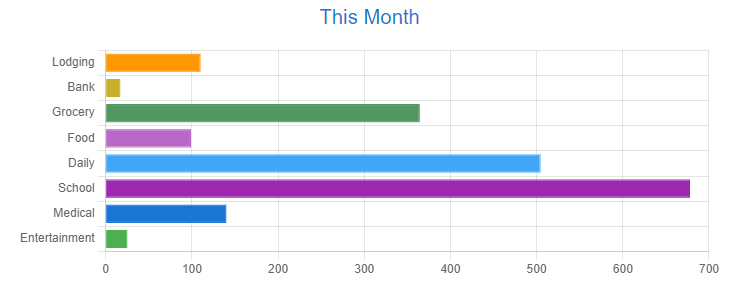 This Month
Lodging
Bank
Grocery
Food
Daily
School
Medical
Entertainment
0 100 200 300 400 500 600 700